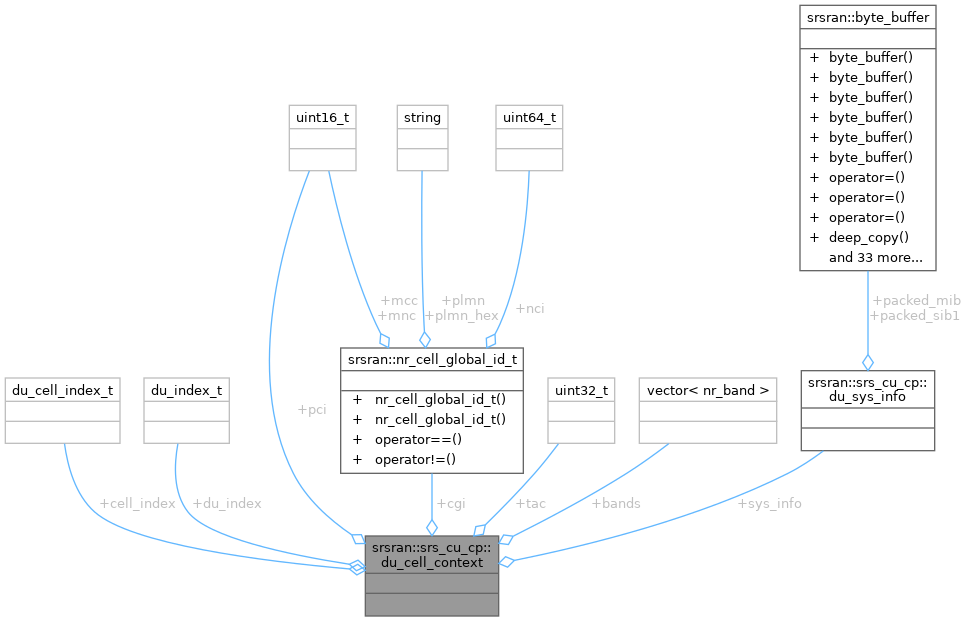 srsran::byte_buffer
+ byte_buffer()
+ byte_buffer()
+ byte_buffer()
+ byte_buffer()
+ byte_buffer()
+ byte_buffer()
+ operator=()
+ operator=()
+ operator=()
+ deep_copy()
and 33 more...
uint16_t
string
uint64_t
+mcc
+mnc
+plmn
+plmn_hex
+nci
+packed_mib
+packed_sib1
srsran::nr_cell_global_id_t
+ nr_cell_global_id_t()
+ nr_cell_global_id_t()
+ operator==()
+ operator!=()
du_cell_index_t
du_index_t
+pci
uint32_t
vector< nr_band >
srsran::srs_cu_cp::
du_sys_info
+cell_index
+du_index
+cgi
+tac
+bands
+sys_info
srsran::srs_cu_cp::
du_cell_context